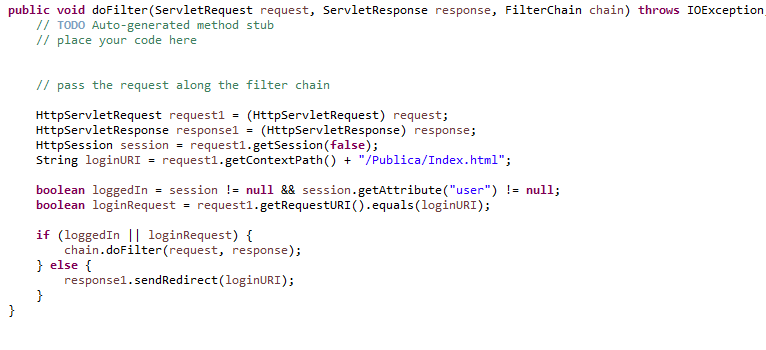 public void doFilter(ServletRequest request, ServletResponse response, FilterChain chain) throws IOException,
// TODO Auto-generated method stub
// place your code here
// pass the request along the filter chain
HttpServletRequest request1 = (HttpServletRequest) request;
HttpServletResponse response1 = (HttpServletResponse) response;
HttpSession session = request1.getSession(false);
String loginURI = request1.getContextPath() + "/Publica/Index.html";
boolean loggedIn = session != null && session.getAttribute("user") != null;
boolean loginRequest = request1.getRequestURI().equals(loginURI);
if (loggedIn || loginRequest) {
chain.doFilter(request, response);
} else {
response1.sendRedirect(loginURI);
}
}